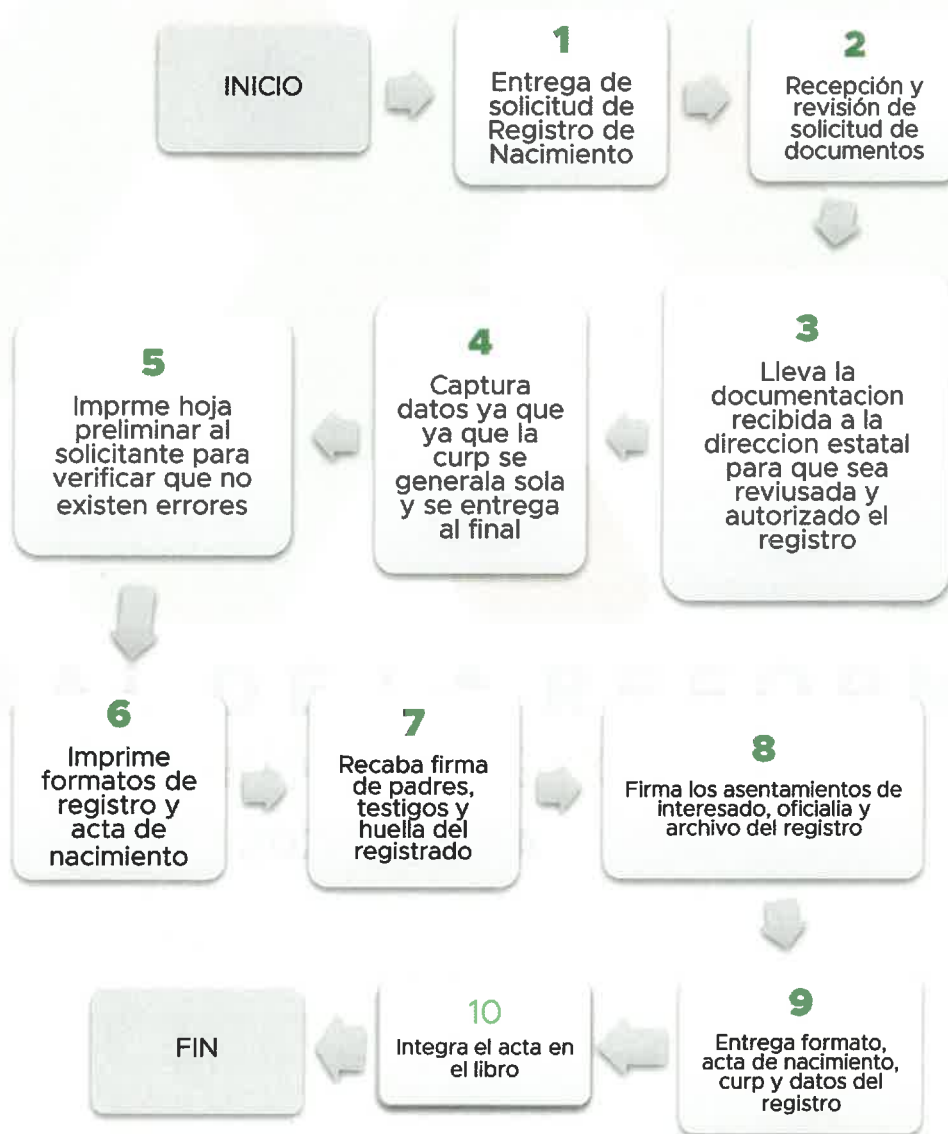 INICIO
1
Entrega de
solicitud de
Registro de
Nacimiento
2
Recepción y
revisión de
solicitud de
documentos
3
Lleva la
documentacion
recibida a la
direccion estatal
para que sea
reviusada y
autorizado el
registro
4
Captura
datos ya que
ya que la
curp se
generala sola
y se entrega
al final
5
Imprme hoja
preliminar al
solicitante para
verificar que no
existen errores
6
Imprime
formatos de
registro y
acta de
nacimiento
7
Recaba firma
de padres,
testigos y
huella del
registrado
8
Firma los asentamientos de
interesado, oficialia y
archivo del registro
9
Entrega formato,
acta de nacimiento,
curp y datos del
registro
10
Integra el acta en
el libro
FIN